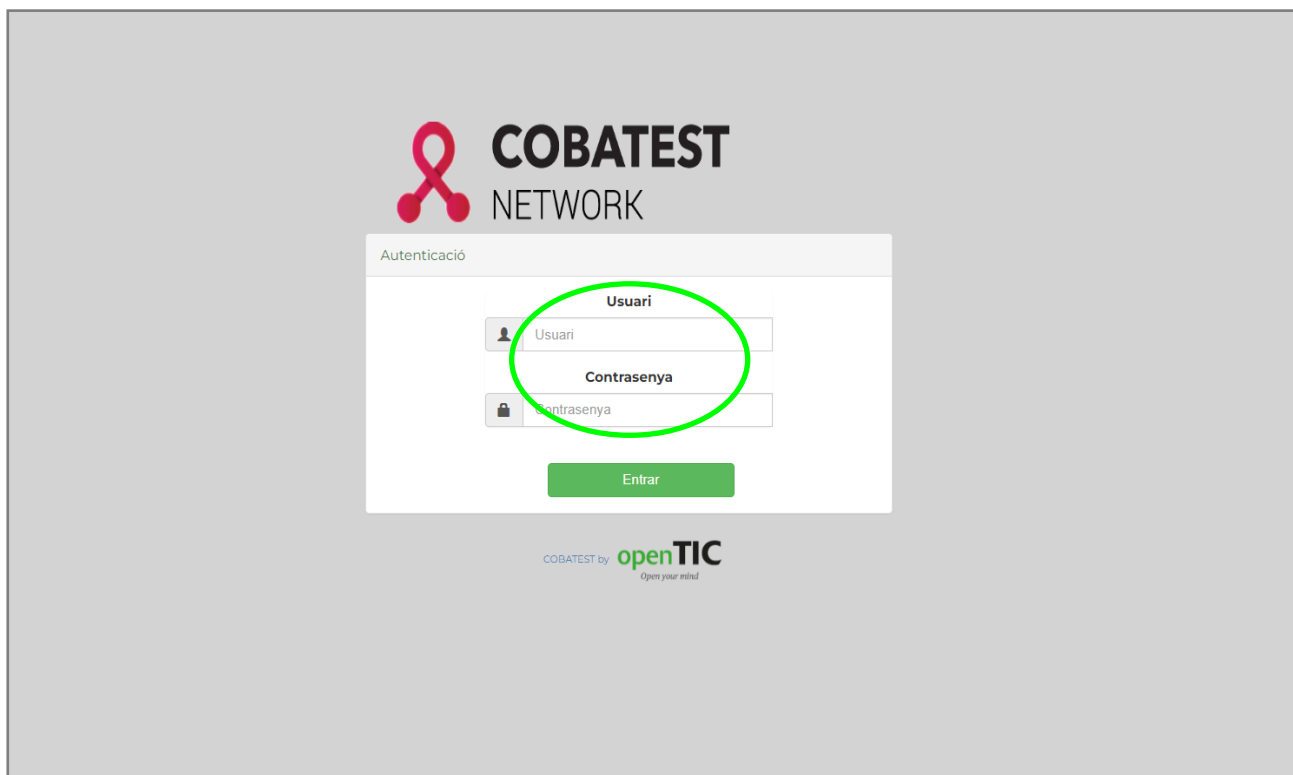 COBATEST
NETWORK
Autenticació
Usuari
Usuari
Contrasenya
Contrasenya
Entrar
COBATEST by openTIC
Open your mind